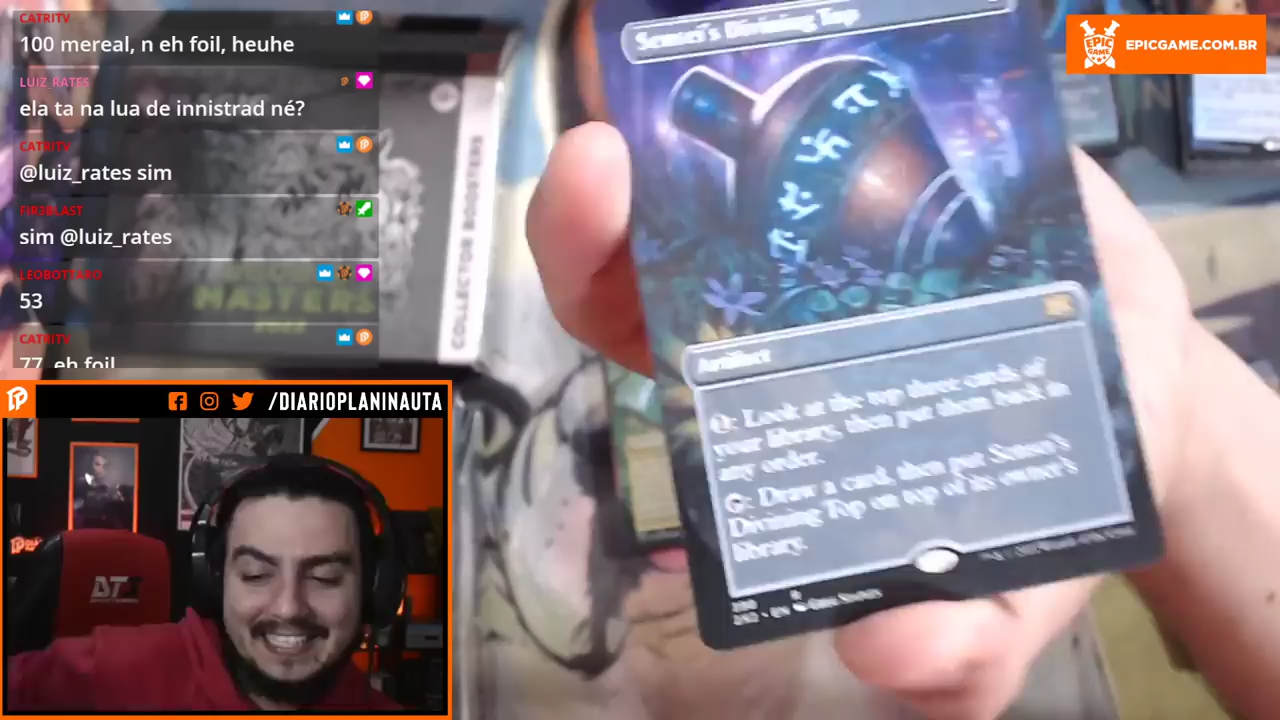 CATRITV
100 mereal, n eh foil, heuhe
LUIZ_RATES
ela ta na lua de innistrad né?
CATRITV
@luiz_rates sim
FIR3BLAST
sim @luiz_rates
53
CATRITV
77, eh foil
MASTERS
2022
COLLECTOR BOOSTERS
Sensei's Divining Top
Artifact
: Look at the top three cards of
your library, then put them back in
any order.
: Draw a card, then put Sensei's
Divining Top on top of its owner's
library.
EPIC
GAME
EPICGAME.COM.BR
/DIARIOPLANINAUTA